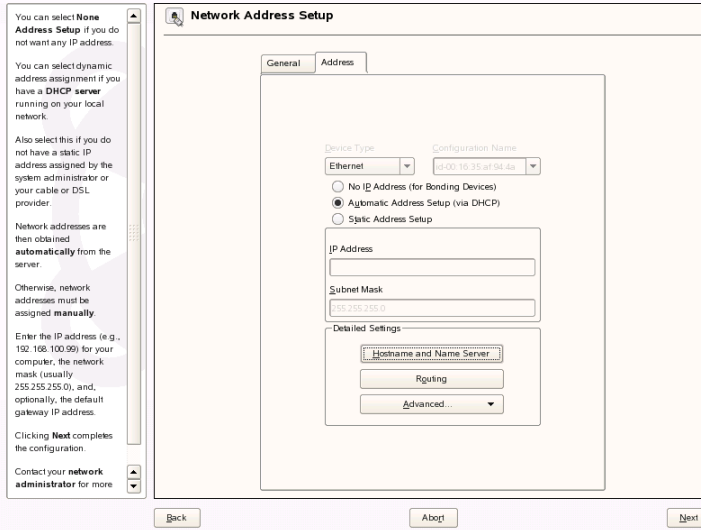 You can select None
Address Setup if you do
not want any IP address.
You can select dynamic
address assignment if you
have a DHCP server
running on your local
network.
Also select this if you do
not have a static IP
address assigned by the
system administrator or
your cable or DSL
provider.
Network addresses are
then obtained
automatically from the
server.
Otherwise, network
addresses must be
assigned manually.
Enter the IP address (e.g.,
192.168.100.99) for your
computer, the network
mask (usually
255.255.255.0), and,
optionally, the default
gateway IP address.
Clicking Next completes
the configuration.
Contact your network
administrator for more
Network Address Setup
General Address
Device Type Configuration Name
Ethernet id-00:16:35:af:94:4a
No IP Address (for Bonding Devices)
Automatic Address Setup (via DHCP)
Static Address Setup
IP Address
Subnet Mask
255.255.255.0
Detailed Settings
Hostname and Name Server
Routing
Advanced...
Back Abort Next